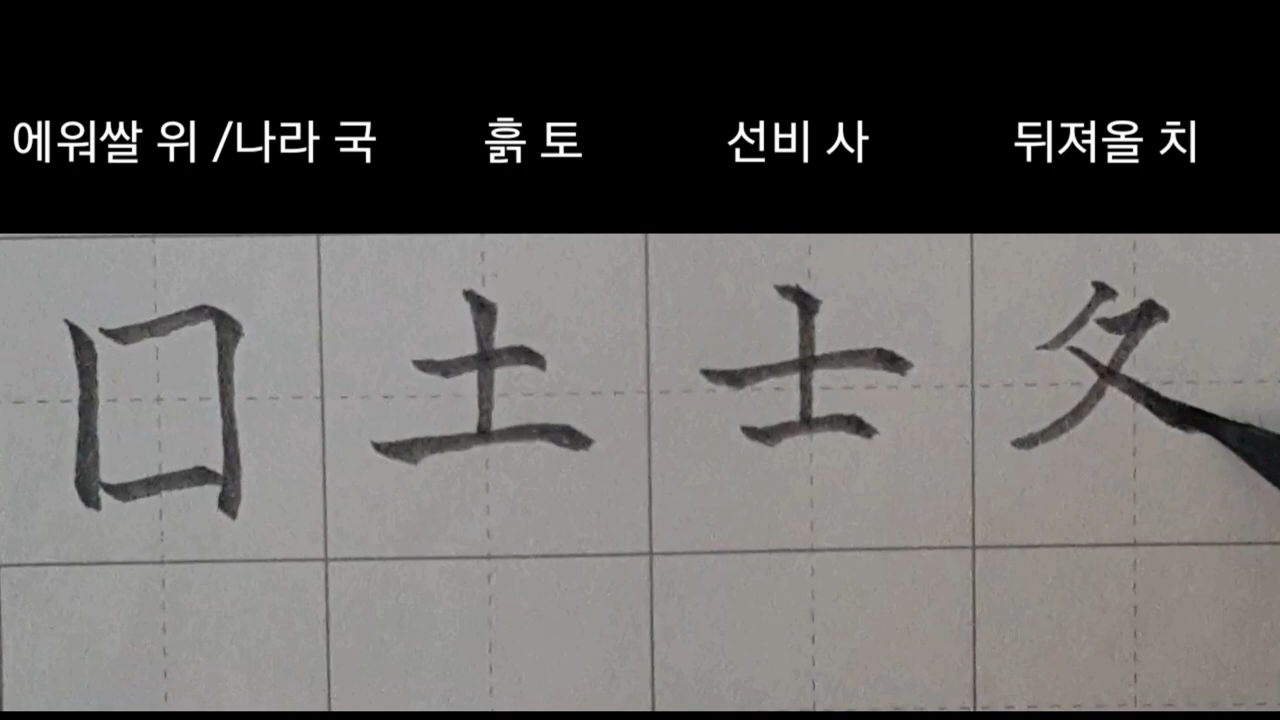 에워쌀 위 /나라 국 흙 토 선비 사 뒤져올 치
囗 土 士 夂